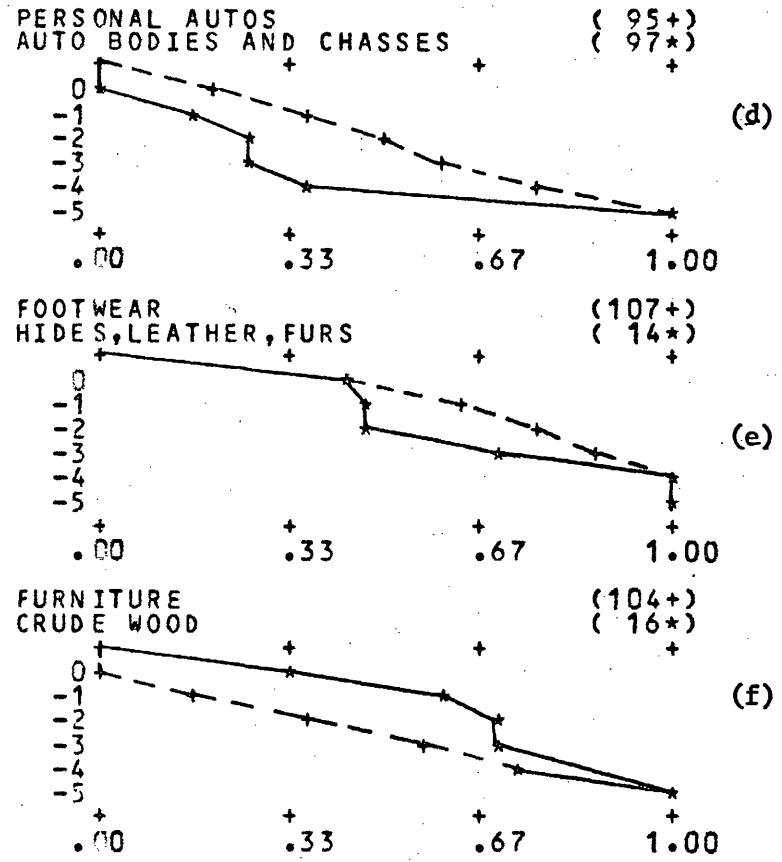 PERSONAL AUTOS ( 95+)
AUTO BODIES AND CHASSES ( 97*)
+ +
0
-1 (d)
-2
-3
-4
-5
+ + + +
.00 .33 .67 1.00
FOOTWEAR (107+)
HIDES,LEATHER,FURS ( 14*)
+ + + +
0
-1
-2 (e)
-3
-4
-5
+ + + +
.00 .33 .67 1.00
FURNITURE (104+)
CRUDE WOOD ( 16*)
+ + + +
0
-1 (f)
-2
-3
-4
-5
+ + + +
.00 .33 .67 1.00